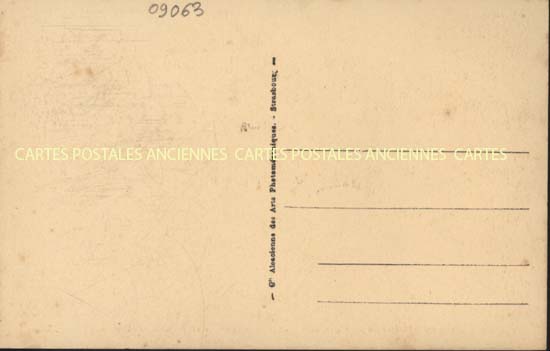 09063
CARTES POSTALES ANCIENNES CARTES POSTALES ANCIENNES CARTES
— Cie Alsacienne des Arts Photomécaniques. - Strasbourg —